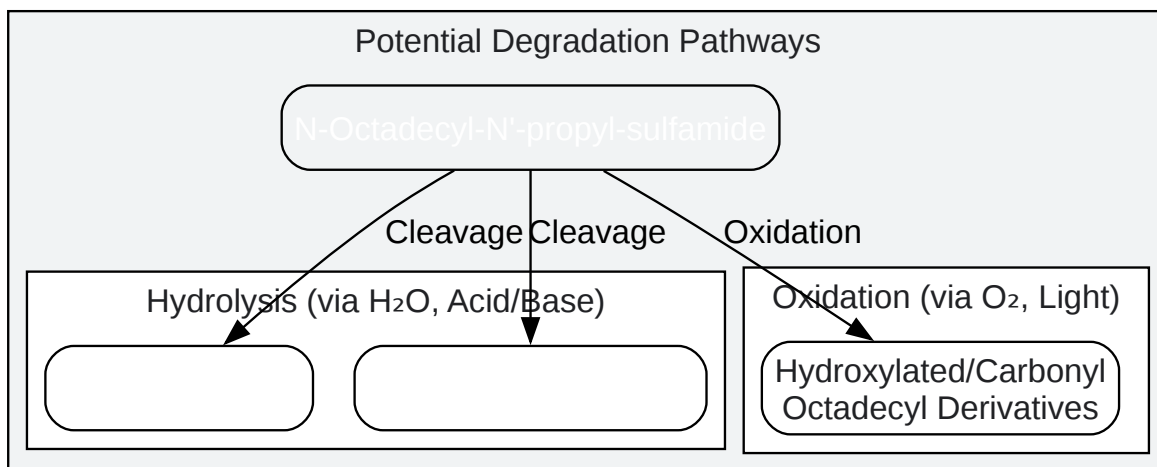 Potential Degradation Pathways
N-Octadecyl-N'-propyl-sulfamide
Cleavage
Cleavage
Oxidation
Hydrolysis (via H₂O, Acid/Base)
Oxidation (via O₂, Light)
Hydroxylated/Carbonyl
Octadecyl Derivatives